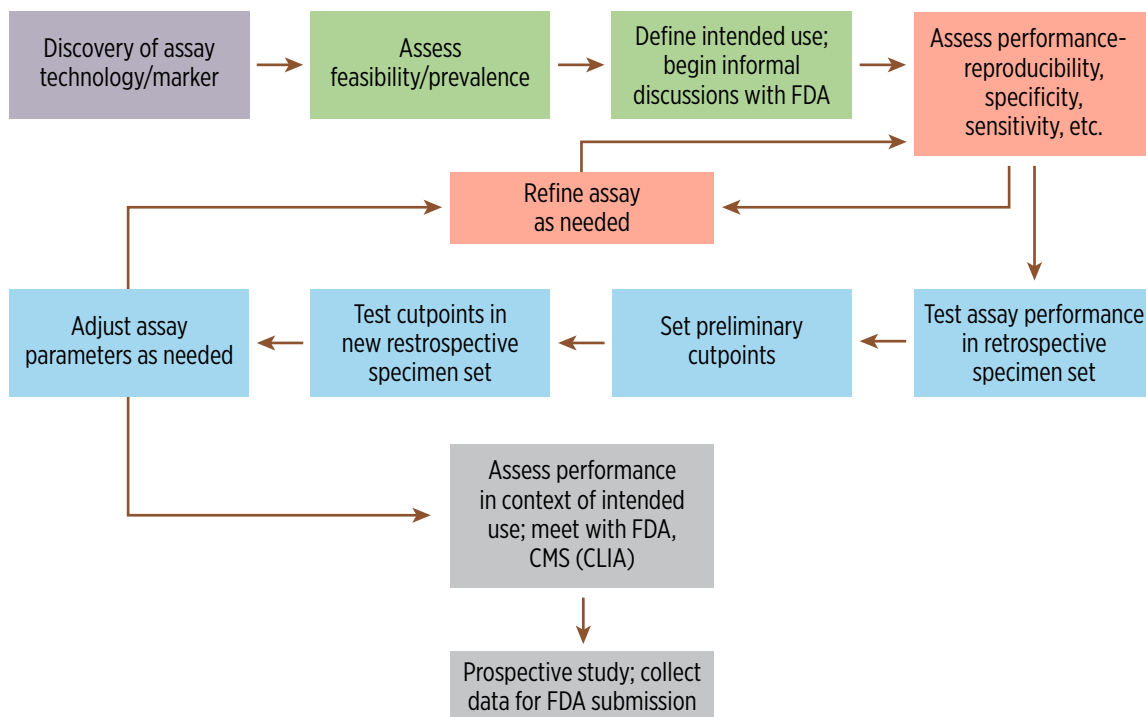 Discovery of assay
technology/marker
Assess
feasibility/prevalence
Define intended use;
begin informal
discussions with FDA
Assess performance-
reproducibility,
specificity,
sensitivity, etc.
Refine assay
as needed
Adjust assay
parameters as needed
Test cutpoints in
new restrospective
specimen set
Set preliminary
cutpoints
Test assay performance
in retrospective
specimen set
Assess performance
in context of intended
use; meet with FDA,
CMS (CLIA)
Prospective study; collect
data for FDA submission